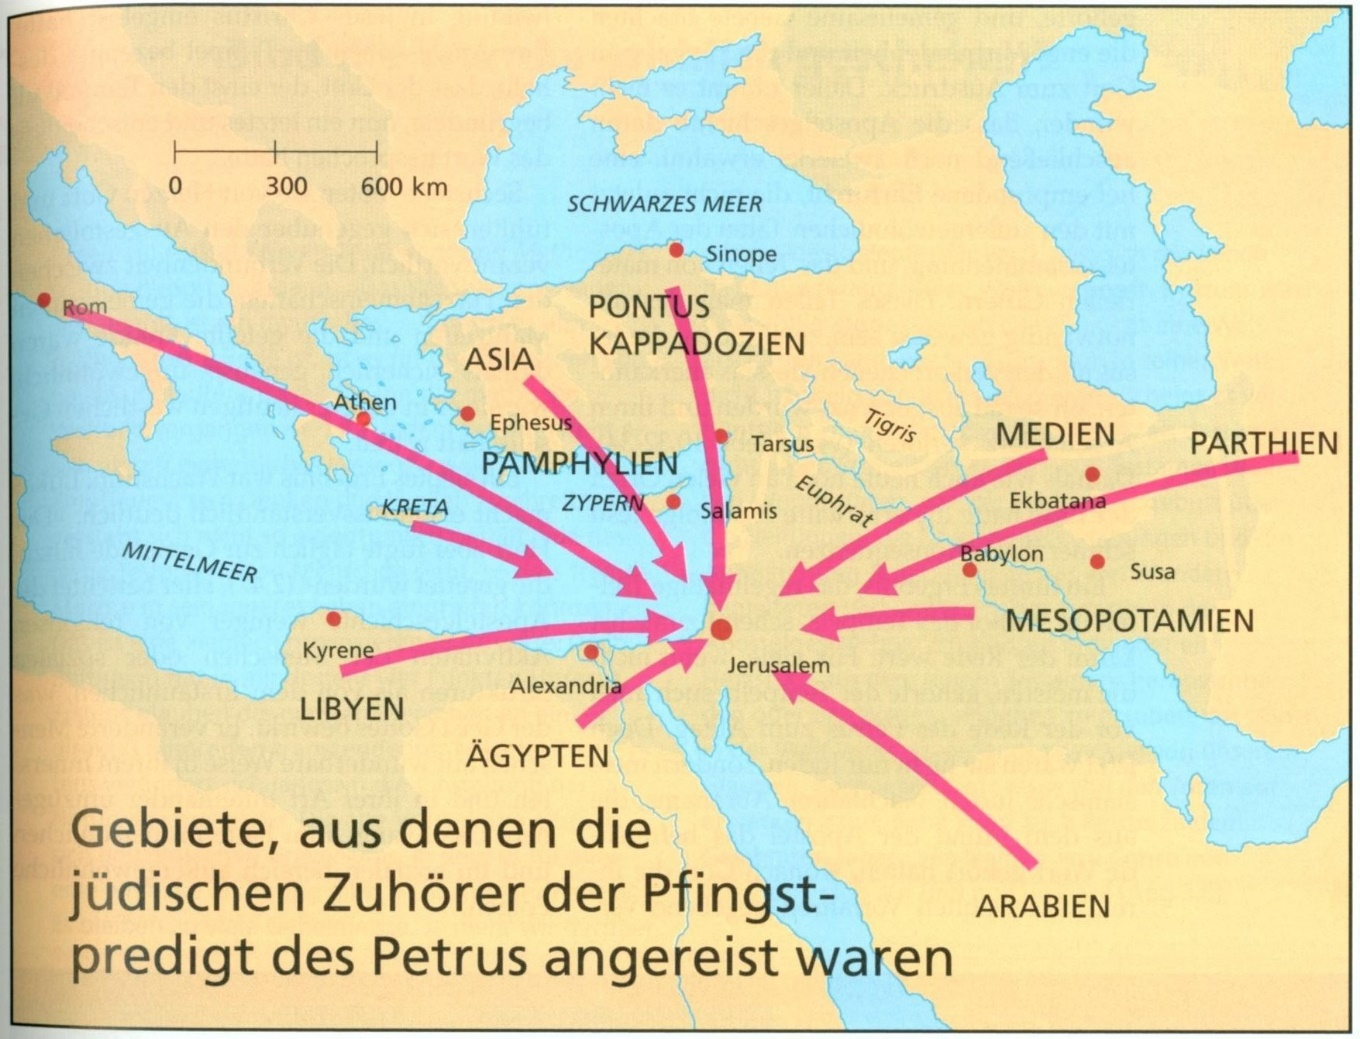 0 300 600 km
SCHWARZES MEER
Sinope
Rom
PONTUS
KAPPADOZIEN
ASIA
Athen
Ephesus
Tigris
Tarsus
MEDIEN
PARTHIEN
PAMPHYLIEN
KRETA
ZYPERN
Salamis
Euphrat
Ekbatana
MITTELMEER
Babylon
Susa
MESOPOTAMIEN
Kyrene
Jerusalem
Alexandria
LIBYEN
ÄGYPTEN
ARABIEN
Gebiete, aus denen die
jüdischen Zuhörer der Pfingst-
predigt des Petrus angereist waren